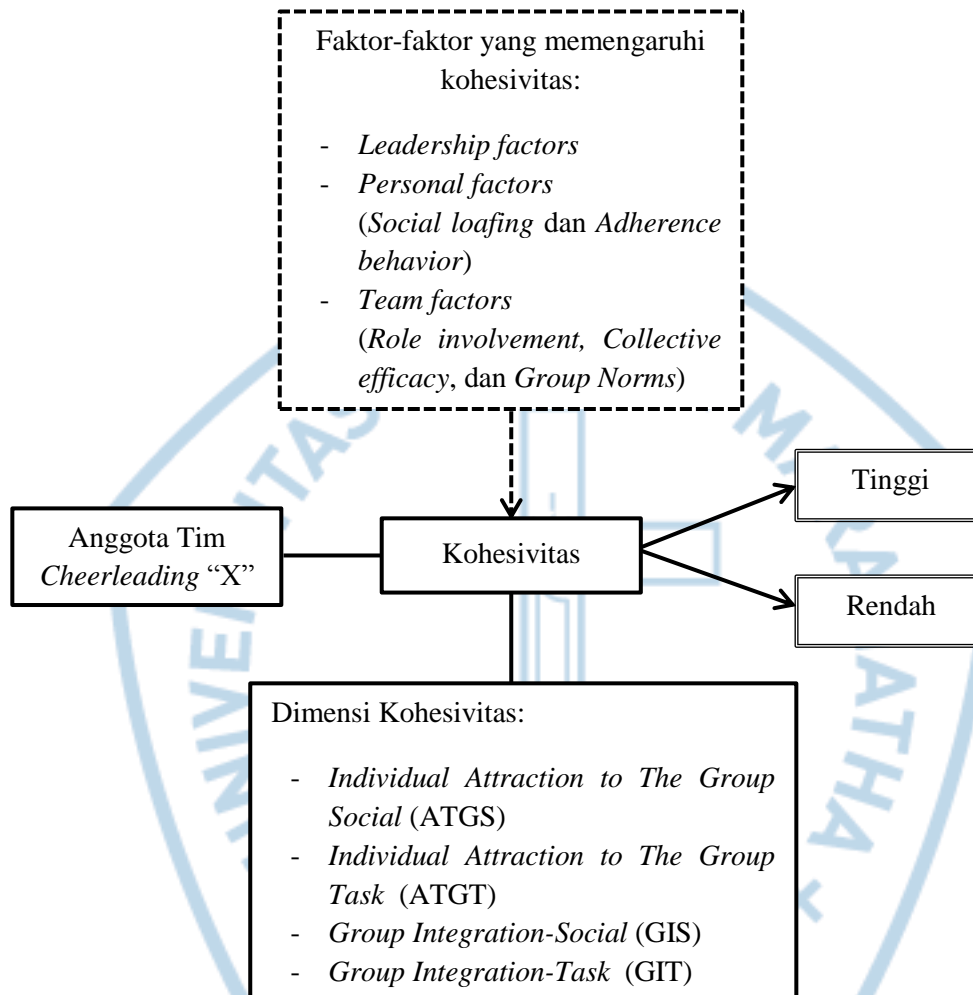 Faktor-faktor yang memengaruhi
kohesivitas:
- Leadership factors
- Personal factors
(Social loafing dan Adherence
behavior)
- Team factors
(Role involvement, Collective
efficacy, dan Group Norms)
Tinggi
Anggota Tim
Cheerleading “X”
Kohesivitas
Rendah
Dimensi Kohesivitas:
- Individual Attraction to The Group
Social (ATGS)
- Individual Attraction to The Group
Task (ATGT)
- Group Integration-Social (GIS)
- Group Integration-Task (GIT)